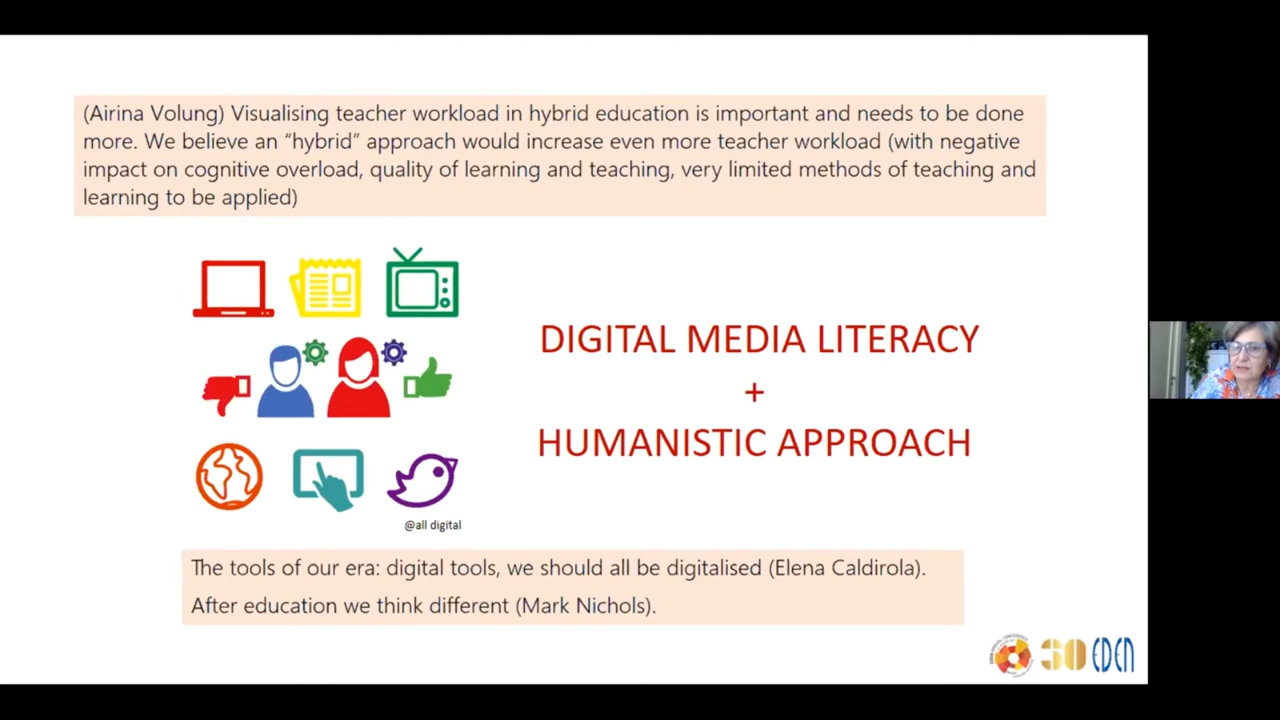 (Airina Volung) Visualising teacher workload in hybrid education is important and needs to be done
more. We believe an “hybrid” approach would increase even more teacher workload (with negative
impact on cognitive overload, quality of learning and teaching, very limited methods of teaching and
learning to be applied)
DIGITAL MEDIA LITERACY
+
HUMANISTIC APPROACH
@all digital
The tools of our era: digital tools, we should all be digitalised (Elena Caldirola).
After education we think different (Mark Nichols).
30 EDEN